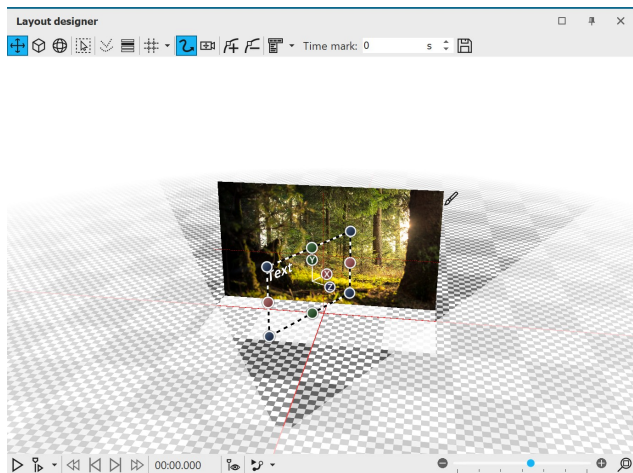 Layout designer
Time mark: 0 s
Text
Y
X
Z
00:00.000